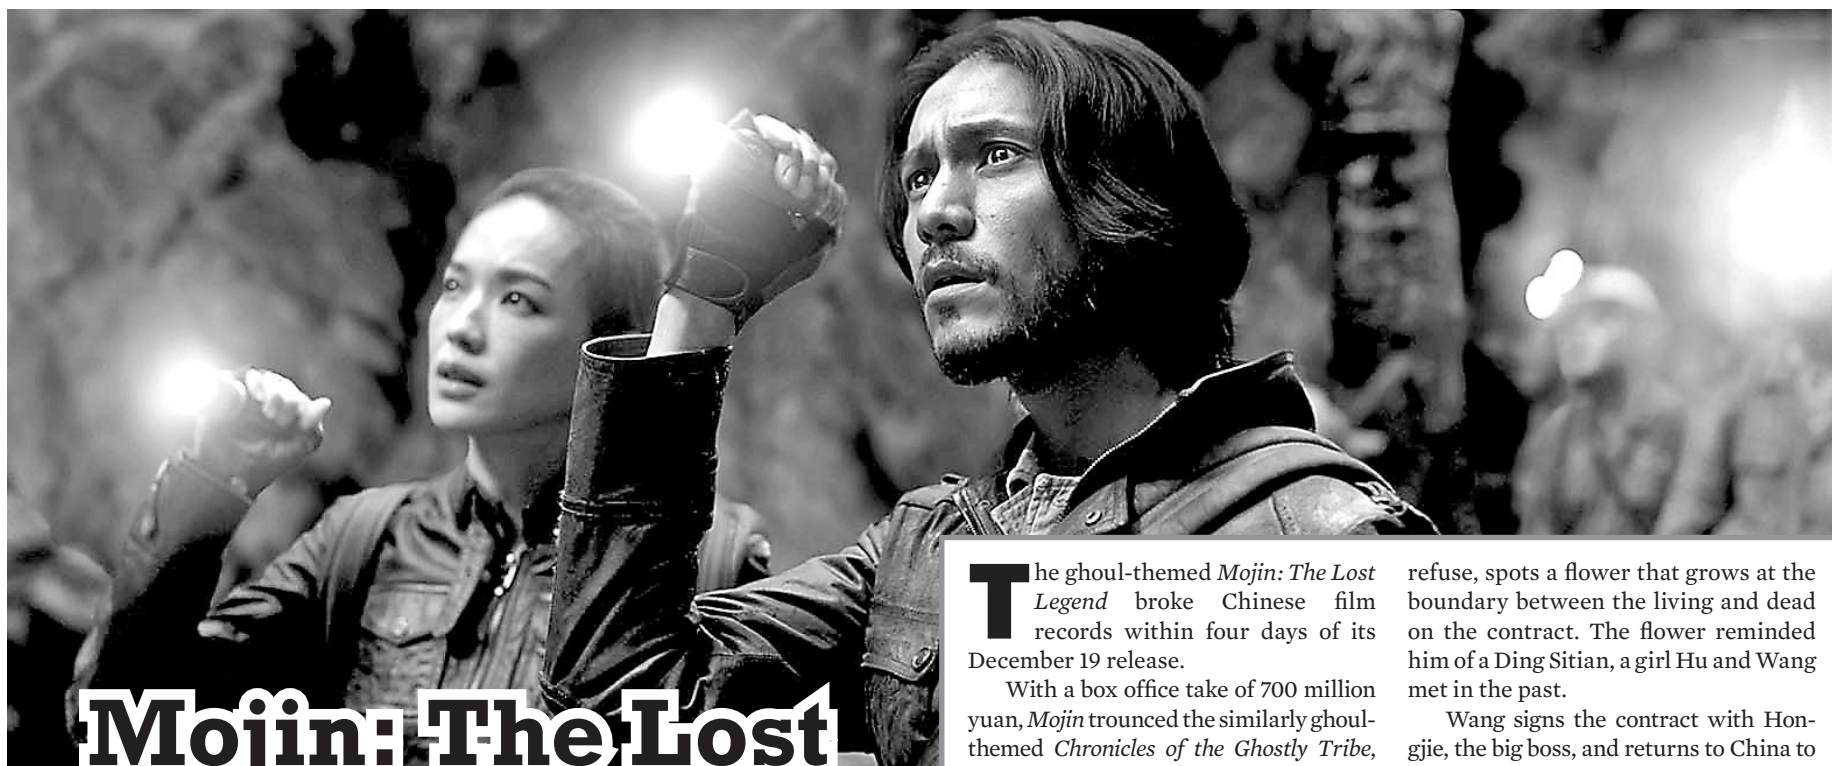 Mojin: The Lost
The ghoul-themed Mojin: The Lost
Legend broke Chinese film
records within four days of its
December 19 release.
With a box office take of 700 million
yuan, Mojin trounced the similarly ghoul-
themed Chronicles of the Ghostly Tribe,
refuse, spots a flower that grows at the
boundary between the living and dead
on the contract. The flower reminded
him of a Ding Sitian, a girl Hu and Wang
met in the past.
Wang signs the contract with Hon-
gjie, the big boss, and returns to China to